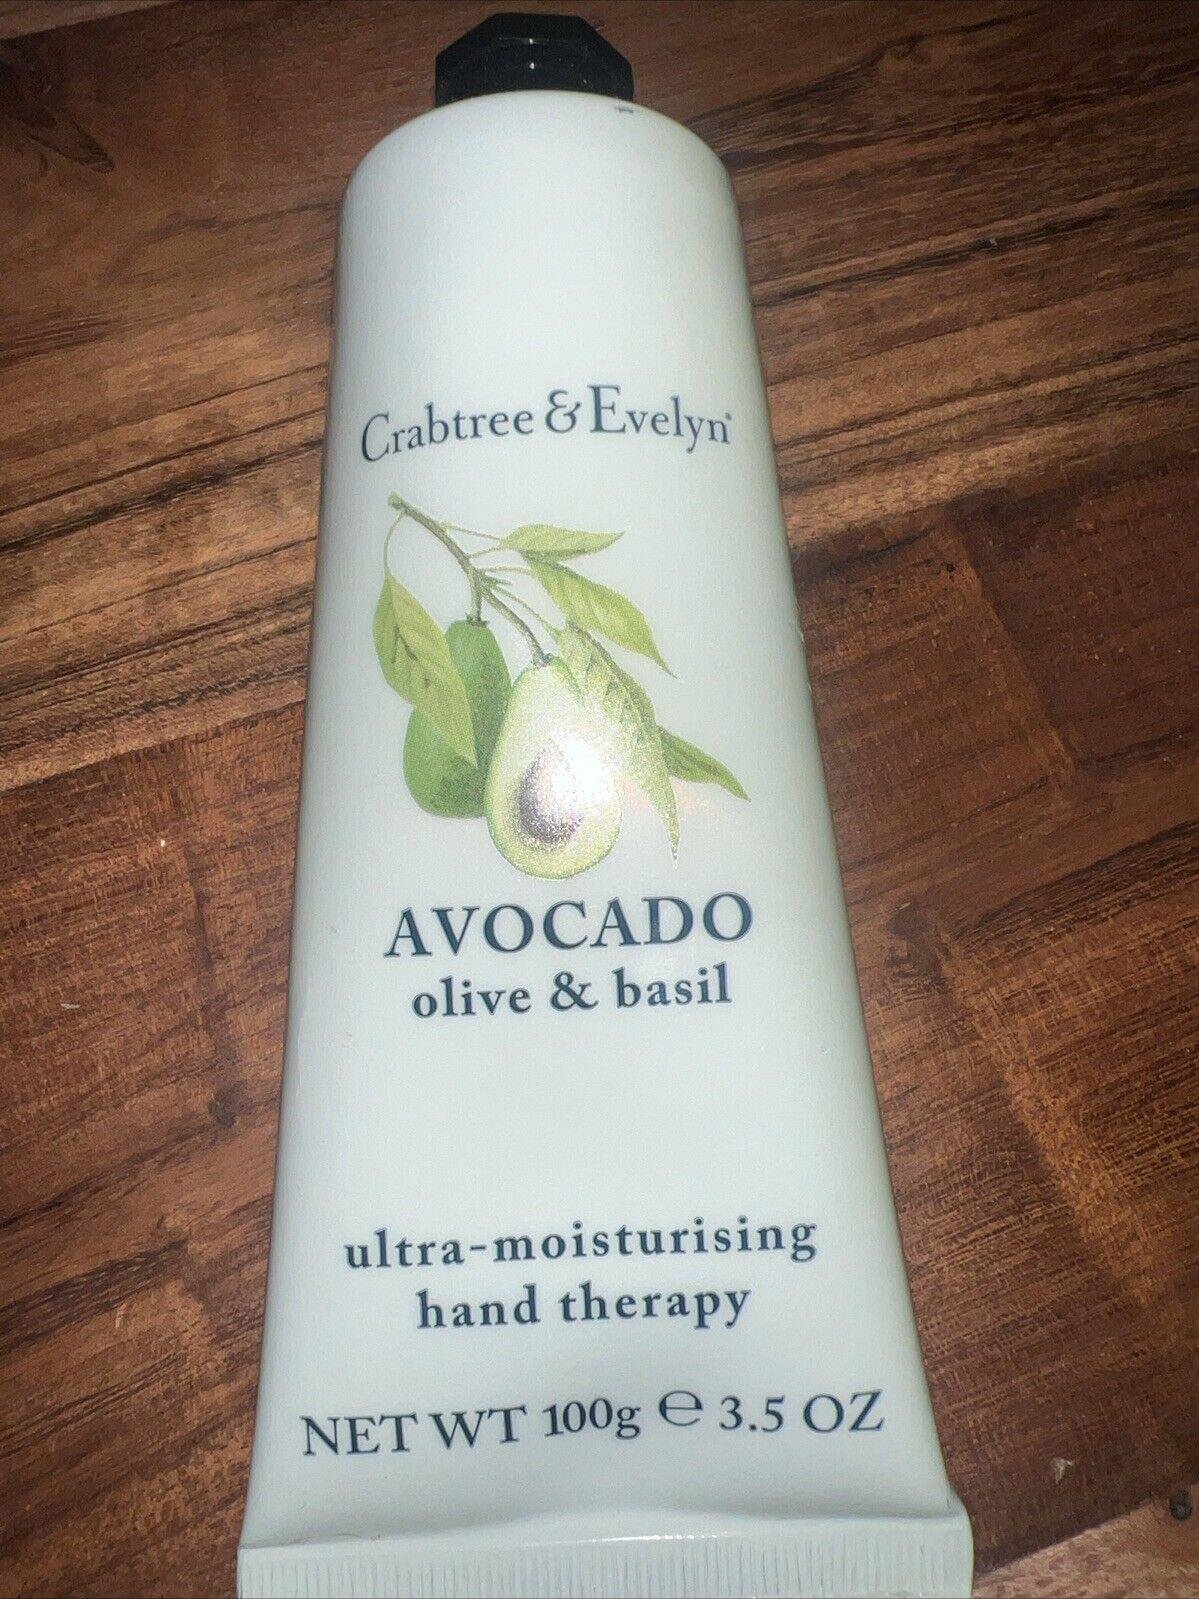 Crabtree & Evelyn®
AVOCADO
olive & basil
ultra-moisturising
hand therapy
NET WT 100g ℮ 3.5 OZ